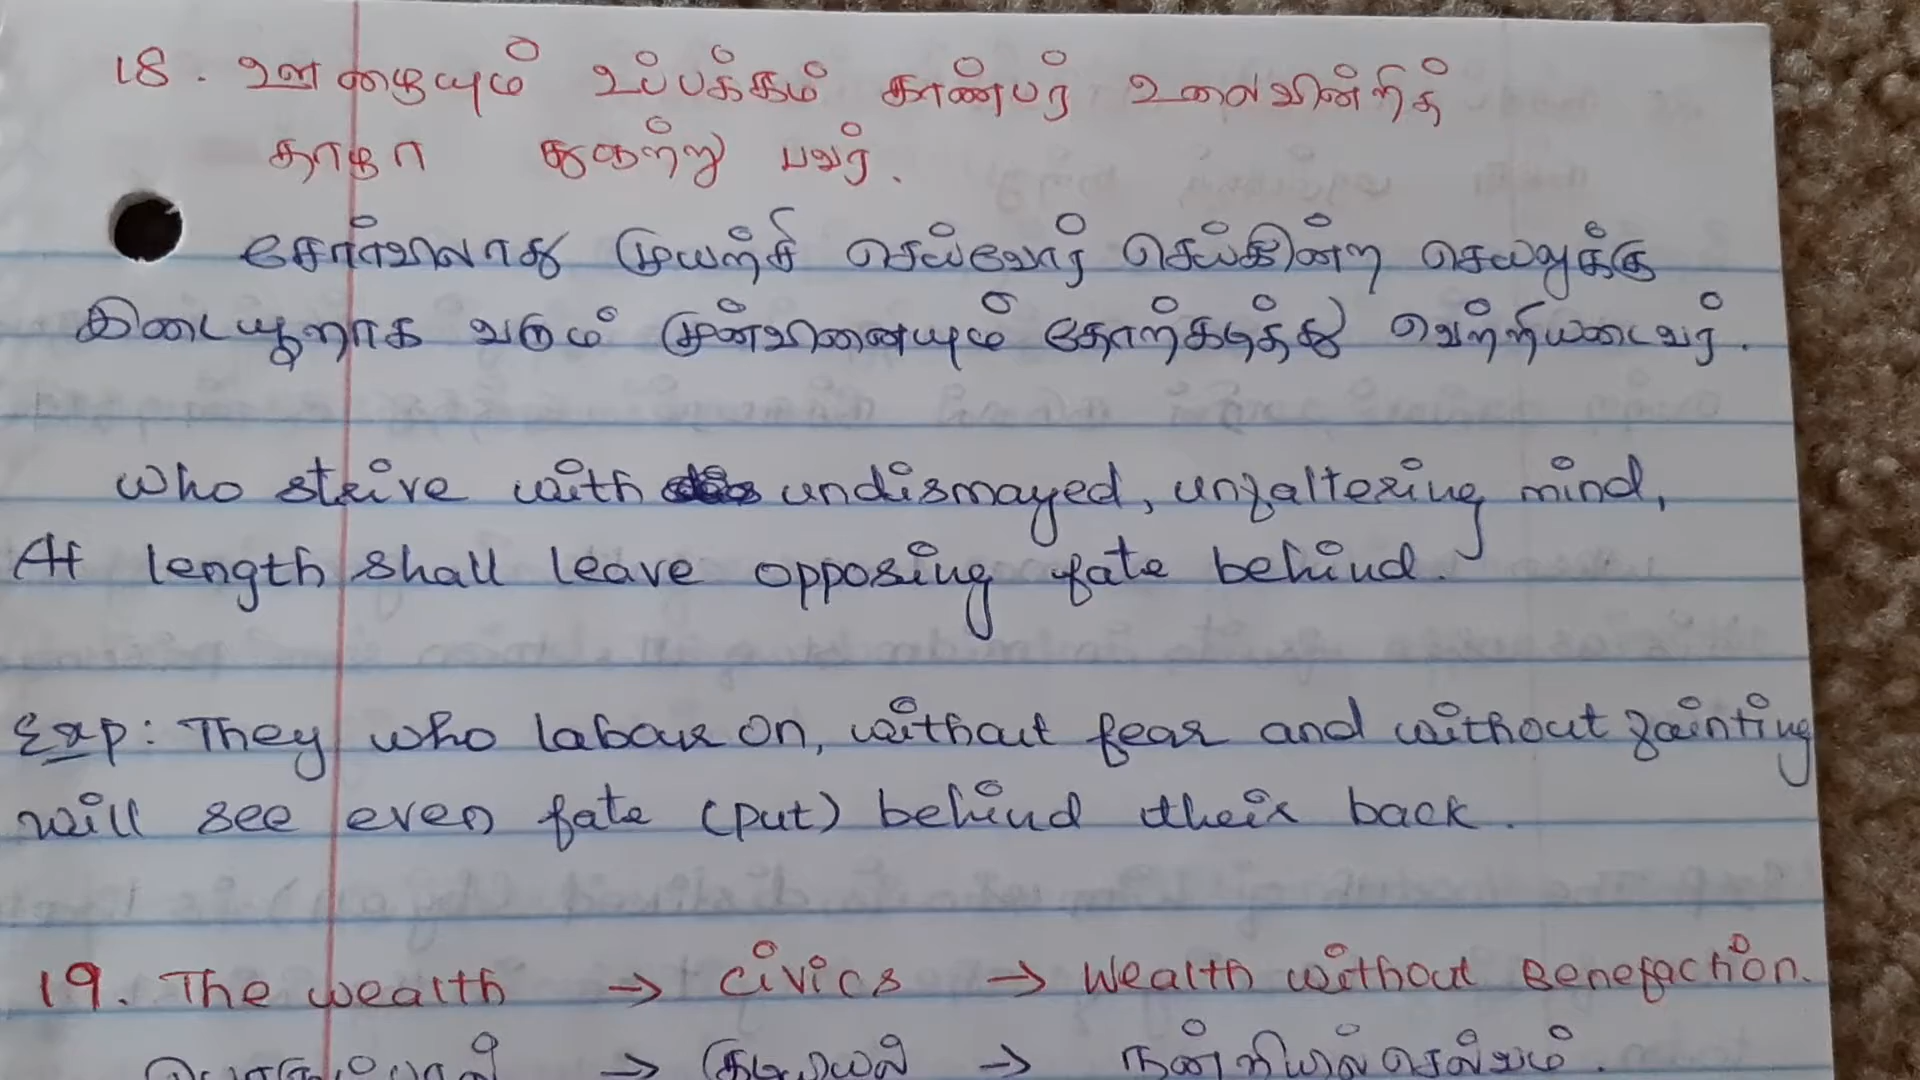 18. ஊழையும் உப்பக்கம் காண்பர் உலைவின்றித்
தாழா துஞற்று பவர்.
சோர்விலாது முயற்சி செய்வோர் செய்கின்ற செயலுக்கு
இடையூறாக வரும் முன்வினையும் தோற்கடித்து வெற்றியடைவர்.
Who strive with undismayed, unfaltering mind,
At length shall leave opposing fate behind.
Exp: They who labour on, without fear and without fainting
will see even fate (put) behind their back.
19. The wealth → civics → Wealth without Benefaction.
பொருட்பால் → குடியியல் → நன்றியில் செல்வம்.